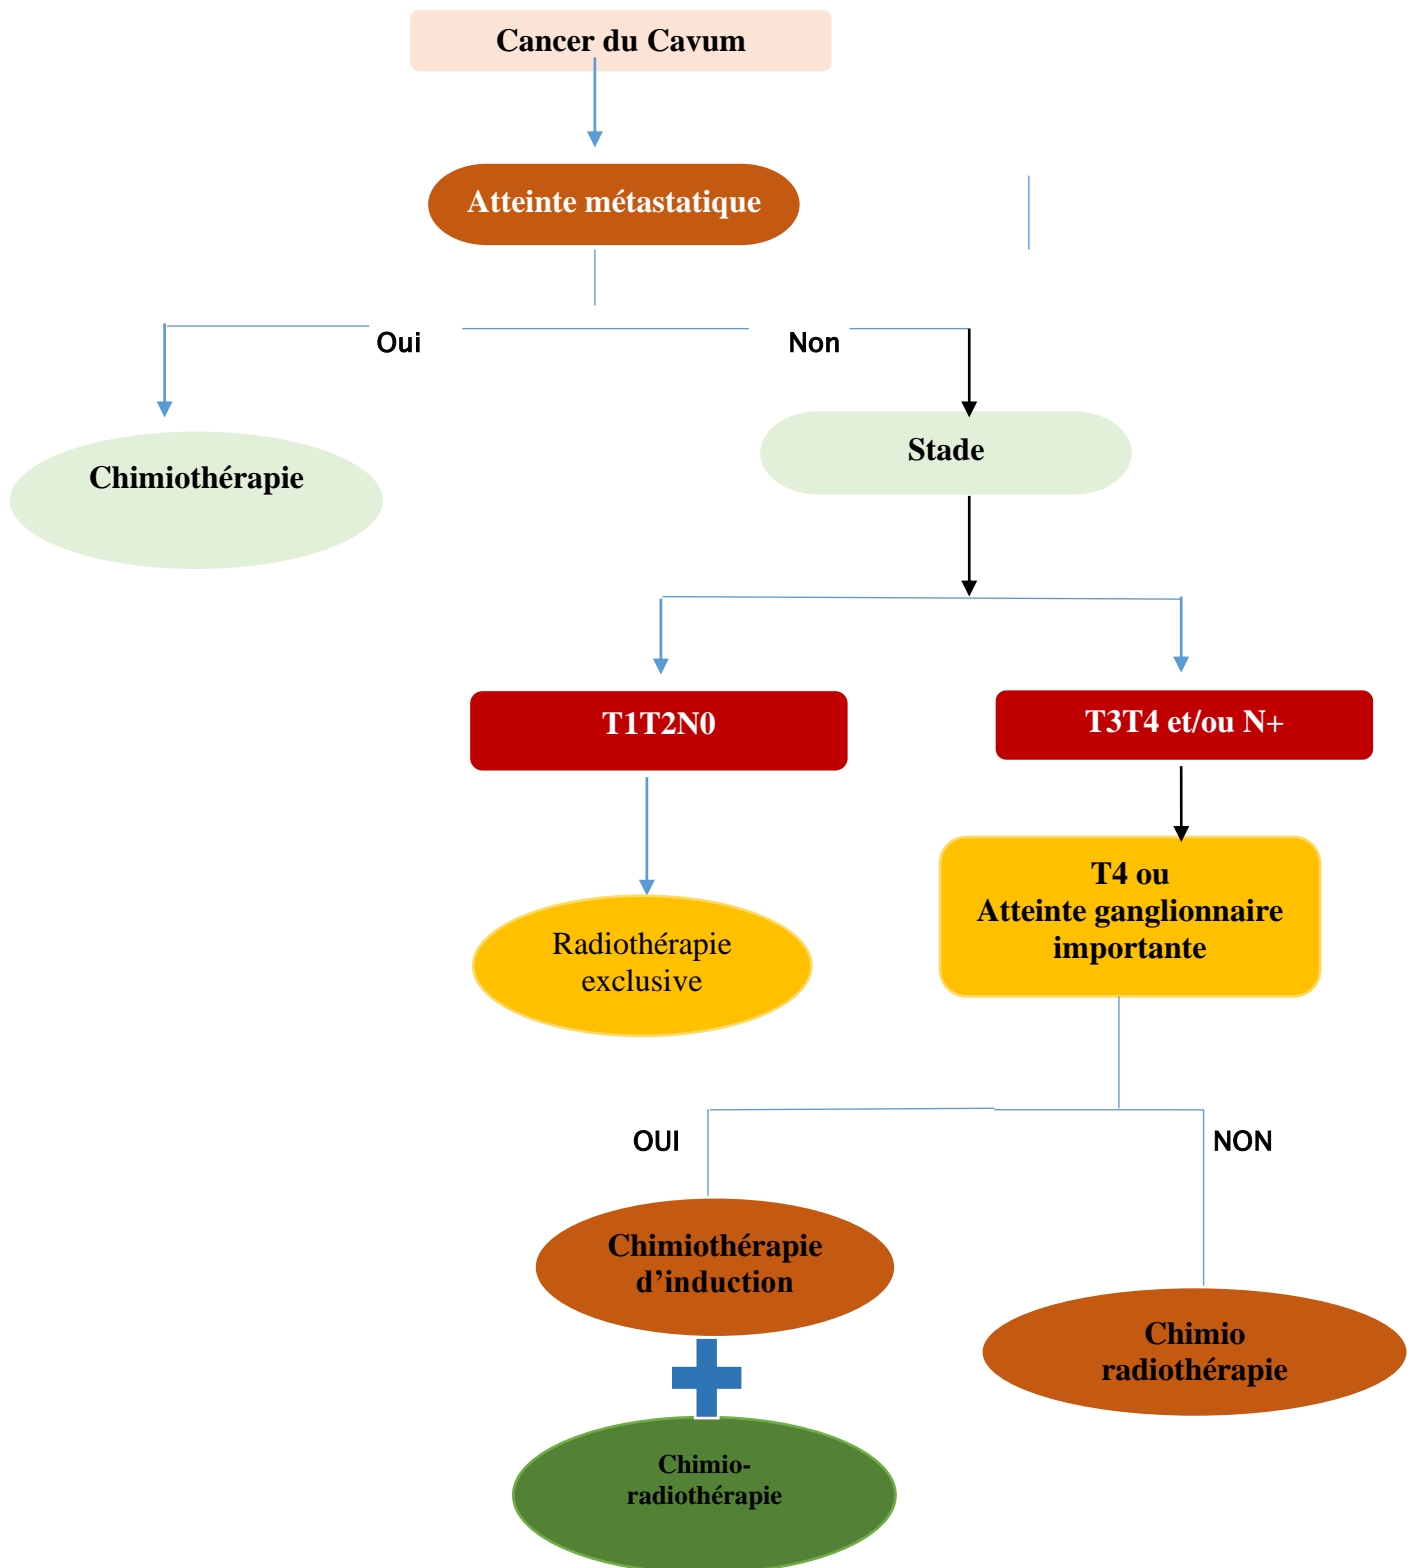 Cancer du Cavum
Atteinte métastatique
Oui
Non
Chimiothérapie
Stade
T1T2N0
T3T4 et/ou N+
T4 ou
Atteinte ganglionnaire
importante
Radiothérapie
exclusive
OUI
NON
Chimiothérapie
d’induction
Chimio
radiothérapie
Chimio-
radiothérapie